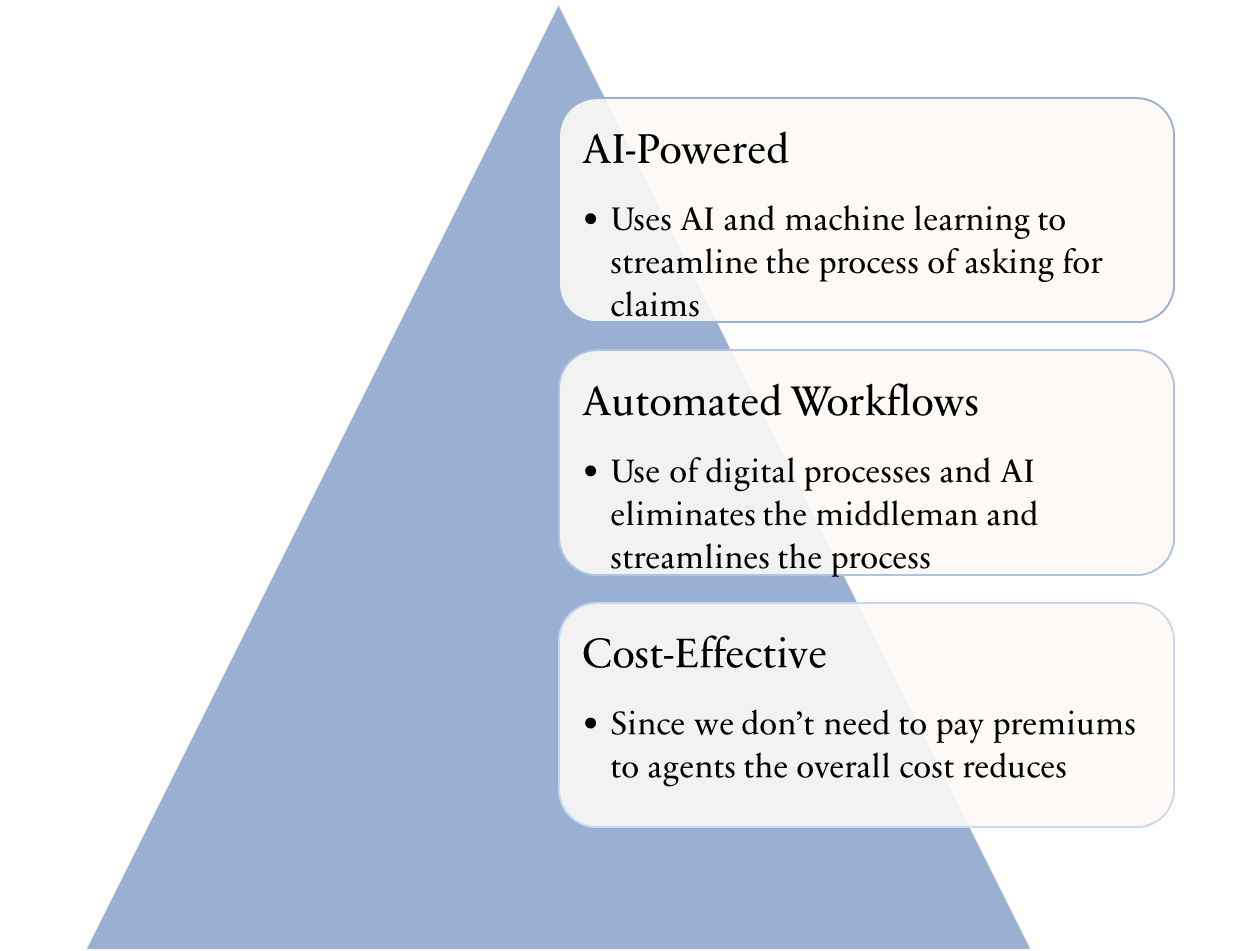 AI-Powered
• Uses AI and machine learning to
streamline the process of asking for
claims
Automated Workflows
• Use of digital processes and AI
eliminates the middleman and
streamlines the process
Cost-Effective
• Since we don’t need to pay premiums
to agents the overall cost reduces